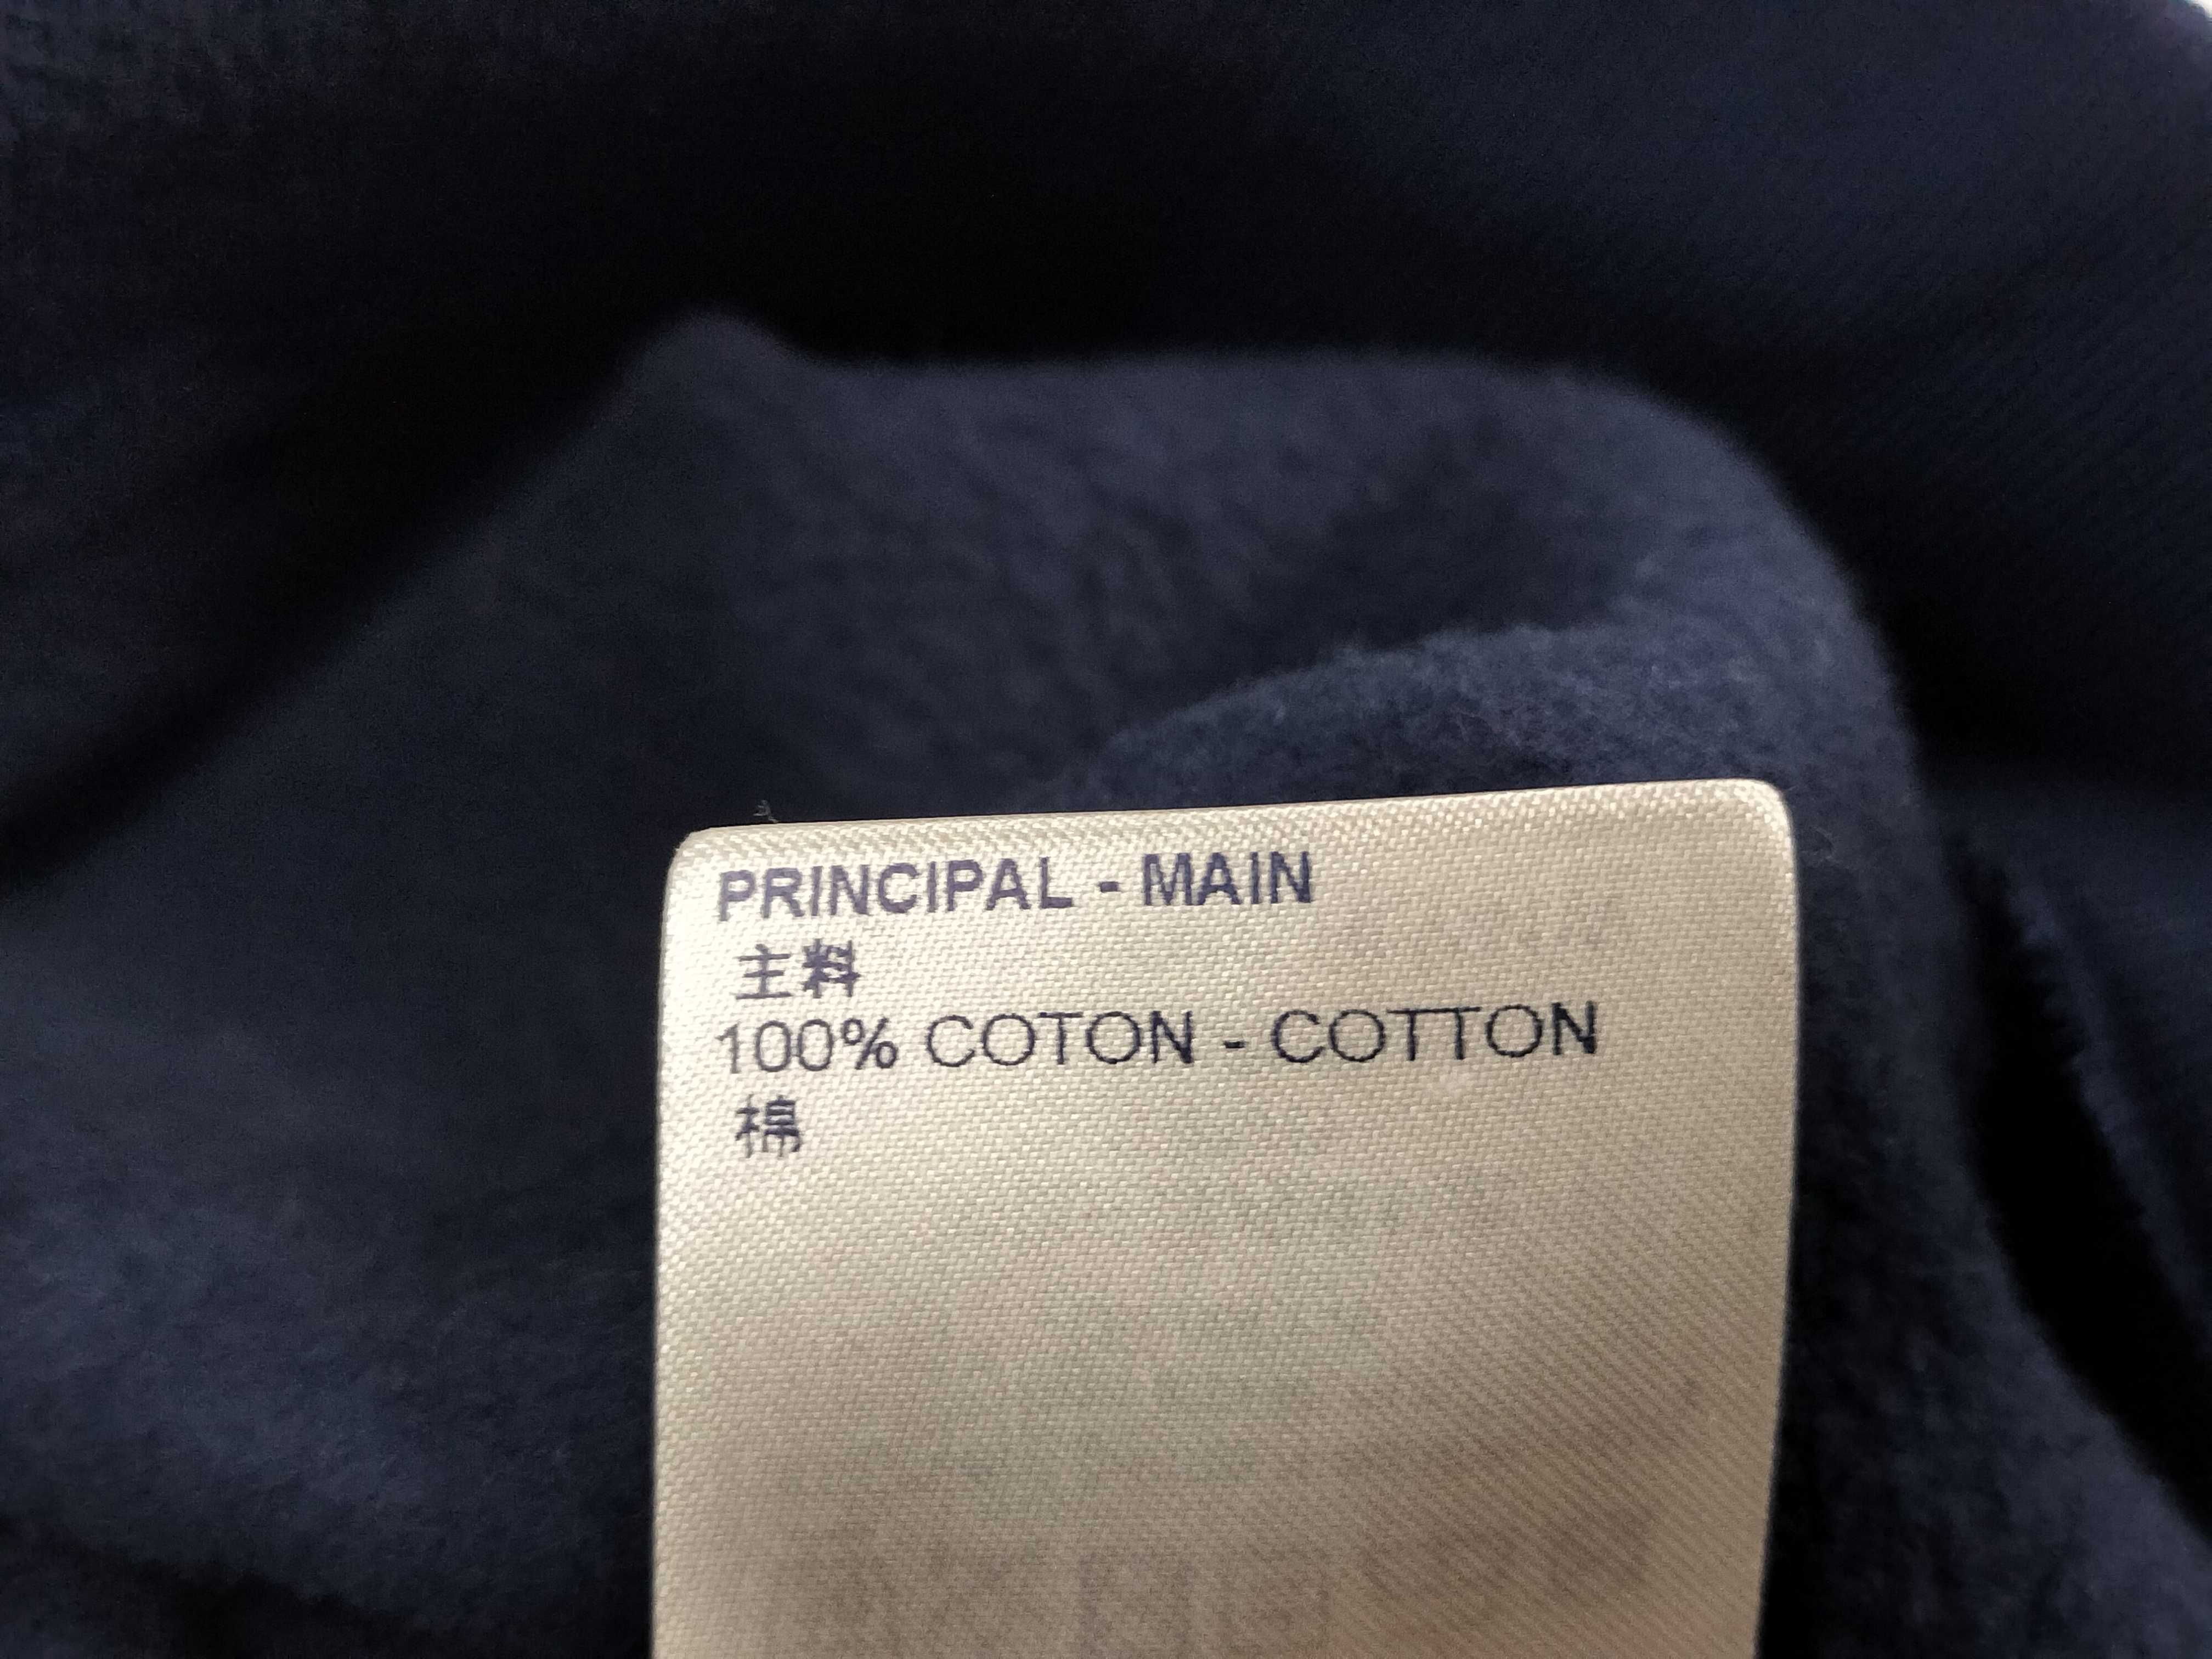 PRINCIPAL - MAIN
主料
100% COTON - COTTON
棉